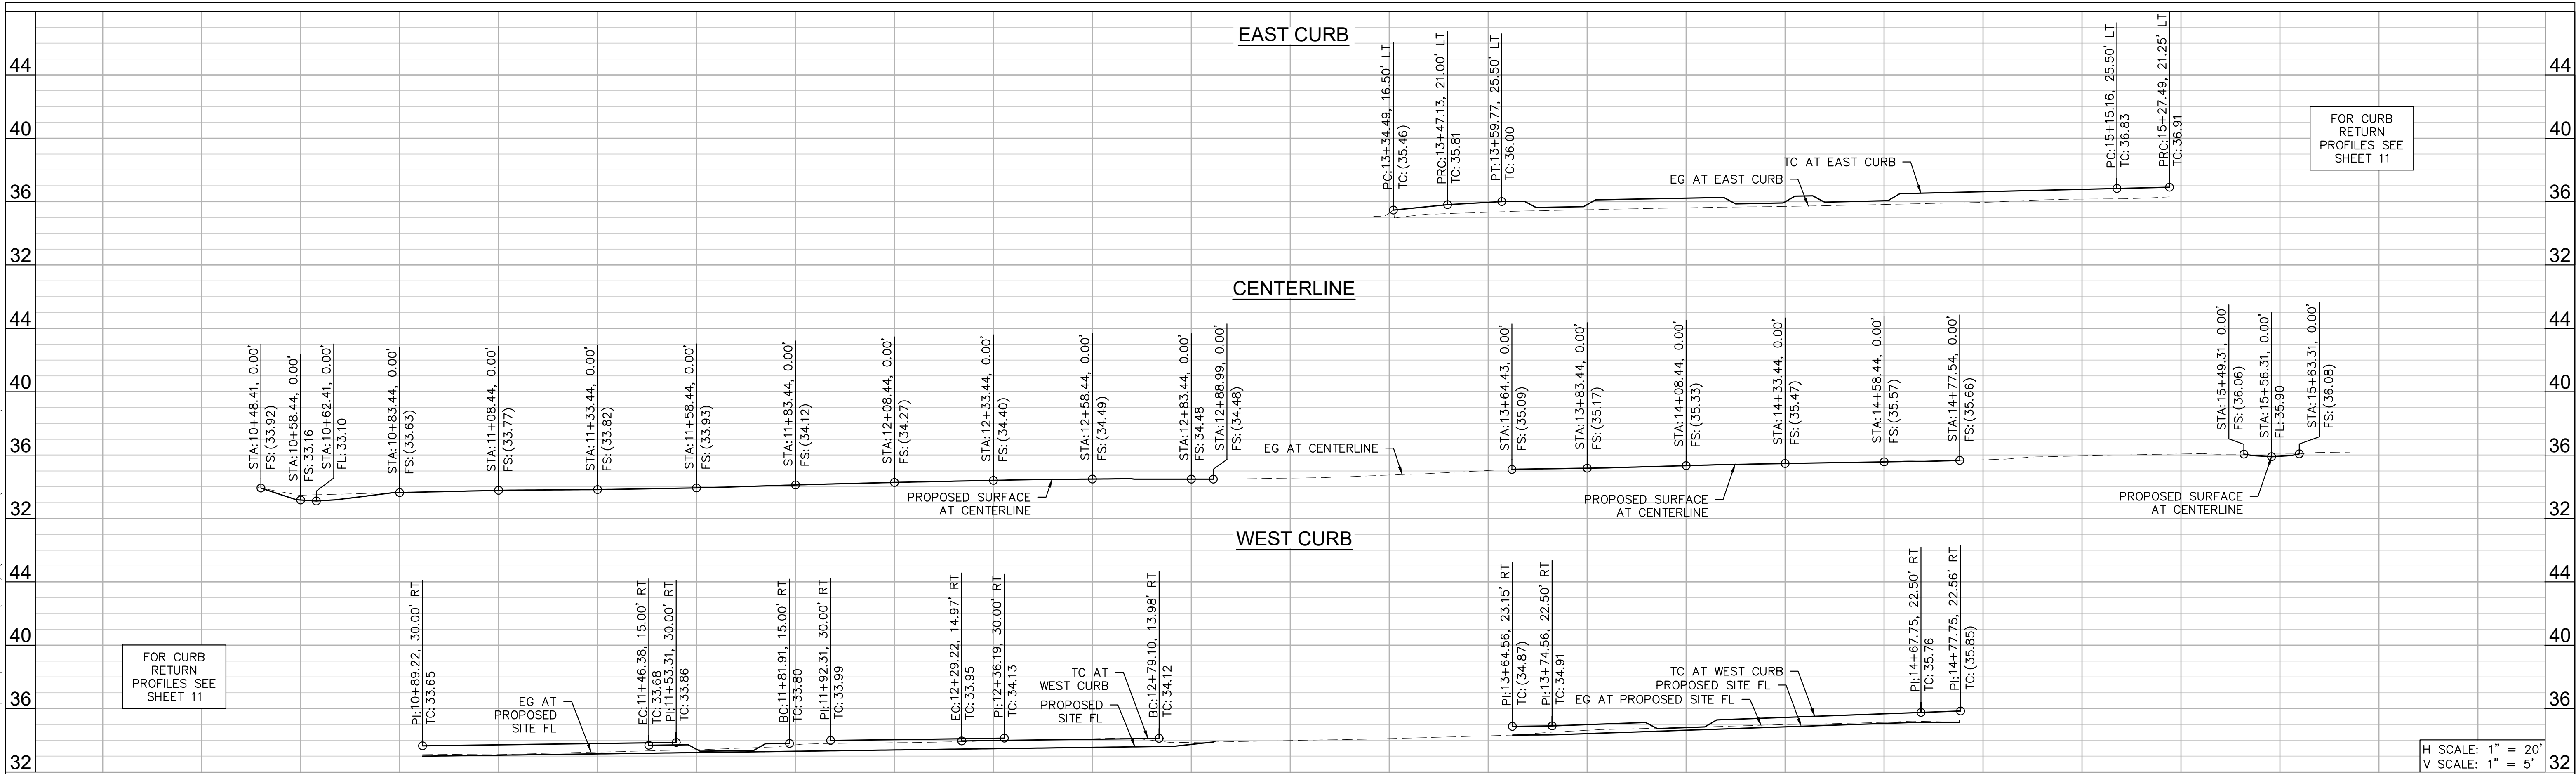 EAST CURB
44
40
36
32
44
40
36
32
PC:13+34.49, 16.50' LT
TC:(35.46)
PRC:13+47.13, 21.00' LT
TC:35.81
PT:13+59.77, 25.50' LT
TC:36.00
PC:15+15.16, 25.50' LT
TC:36.83
PRC:15+27.49, 21.25' LT
TC:36.91
TC AT EAST CURB
EG AT EAST CURB
FOR CURB
RETURN
PROFILES SEE
SHEET 11
CENTERLINE
44
40
36
32
44
40
36
32
STA:10+48.41, 0.00'
FS:(33.92)
STA:10+58.44, 0.00'
FS:33.16
STA:10+62.41, 0.00'
FL:33.10
STA:10+83.44, 0.00'
FS:(33.63)
STA:11+08.44, 0.00'
FS:(33.77)
STA:11+33.44, 0.00'
FS:(33.82)
STA:11+58.44, 0.00'
FS:(33.93)
STA:11+83.44, 0.00'
FS:(34.12)
STA:12+08.44, 0.00'
FS:(34.27)
STA:12+33.44, 0.00'
FS:(34.40)
STA:12+58.44, 0.00'
FS:(34.49)
STA:12+83.44, 0.00'
FS:34.48
STA:12+88.99, 0.00'
FS:(34.48)
STA:13+64.43, 0.00'
FS:(35.09)
STA:13+83.44, 0.00'
FS:(35.17)
STA:14+08.44, 0.00'
FS:(35.33)
STA:14+33.44, 0.00'
FS:(35.47)
STA:14+58.44, 0.00'
FS:(35.57)
STA:14+77.54, 0.00'
FS:(35.66)
STA:15+49.31, 0.00'
FS:(36.06)
STA:15+56.31, 0.00'
FL:35.90
STA:15+63.31, 0.00'
FS:(36.08)
EG AT CENTERLINE
PROPOSED SURFACE
AT CENTERLINE
PROPOSED SURFACE
AT CENTERLINE
PROPOSED SURFACE
AT CENTERLINE
WEST CURB
44
40
36
32
44
40
36
32
FOR CURB
RETURN
PROFILES SEE
SHEET 11
PI:10+89.22, 30.00' RT
TC:33.65
EC:11+46.38, 15.00' RT
TC:33.68
PI:11+53.31, 30.00' RT
TC:33.86
BC:11+81.91, 15.00' RT
TC:33.80
PI:11+92.31, 30.00' RT
TC:33.99
EC:12+29.22, 14.97' RT
TC:33.95
PI:12+36.19, 30.00' RT
TC:34.13
BC:12+79.10, 13.98' RT
TC:34.12
PI:13+64.56, 23.15' RT
TC:(34.87)
PI:13+74.56, 22.50' RT
TC:34.91
PI:14+67.75, 22.50' RT
TC:35.76
PI:14+77.75, 22.56' RT
TC:(35.85)
EG AT
PROPOSED
SITE FL
TC AT
WEST CURB
PROPOSED
SITE FL
TC AT WEST CURB
PROPOSED SITE FL
EG AT PROPOSED SITE FL
H SCALE: 1" = 20'
V SCALE: 1" = 5'